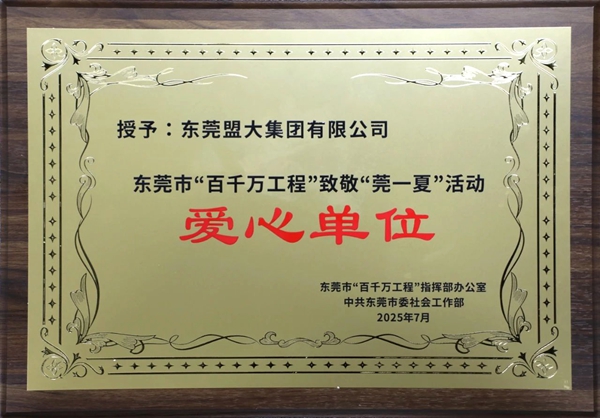 授予：东莞盟大集团有限公司
东莞市“百千万工程”致敬“莞一夏”活动
爱心单位
东莞市“百千万工程”指挥部办公室
中共东莞市委社会工作部
2025年7月